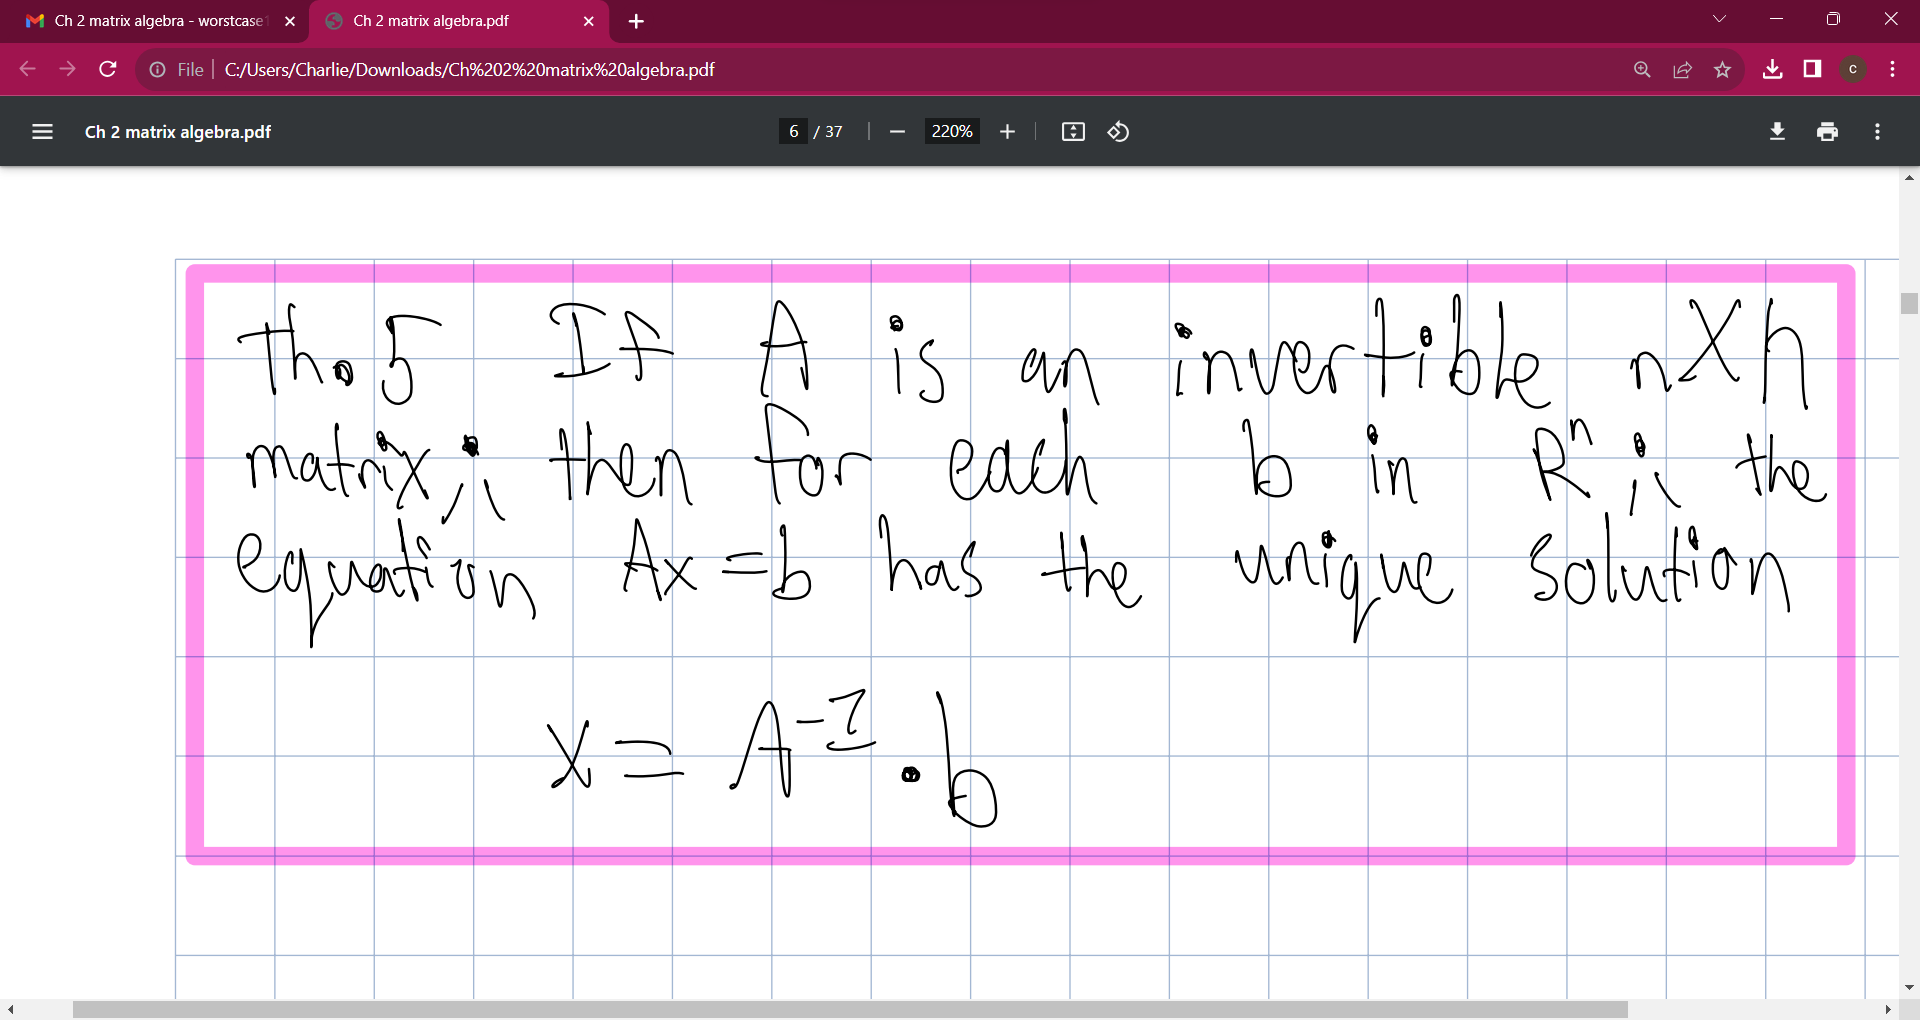 Ch 2 matrix algebra - worstcase
Ch 2 matrix algebra.pdf
File
C:/Users/Charlie/Downloads/Ch%202%20matrix%20algebra.pdf
C
Ch 2 matrix algebra.pdf
6 / 37
220%
th.5 If A is an invertible nxn
matrix, then for each b in Rⁿ, the
equation Ax=b has the unique solution
x = A⁻¹ . b